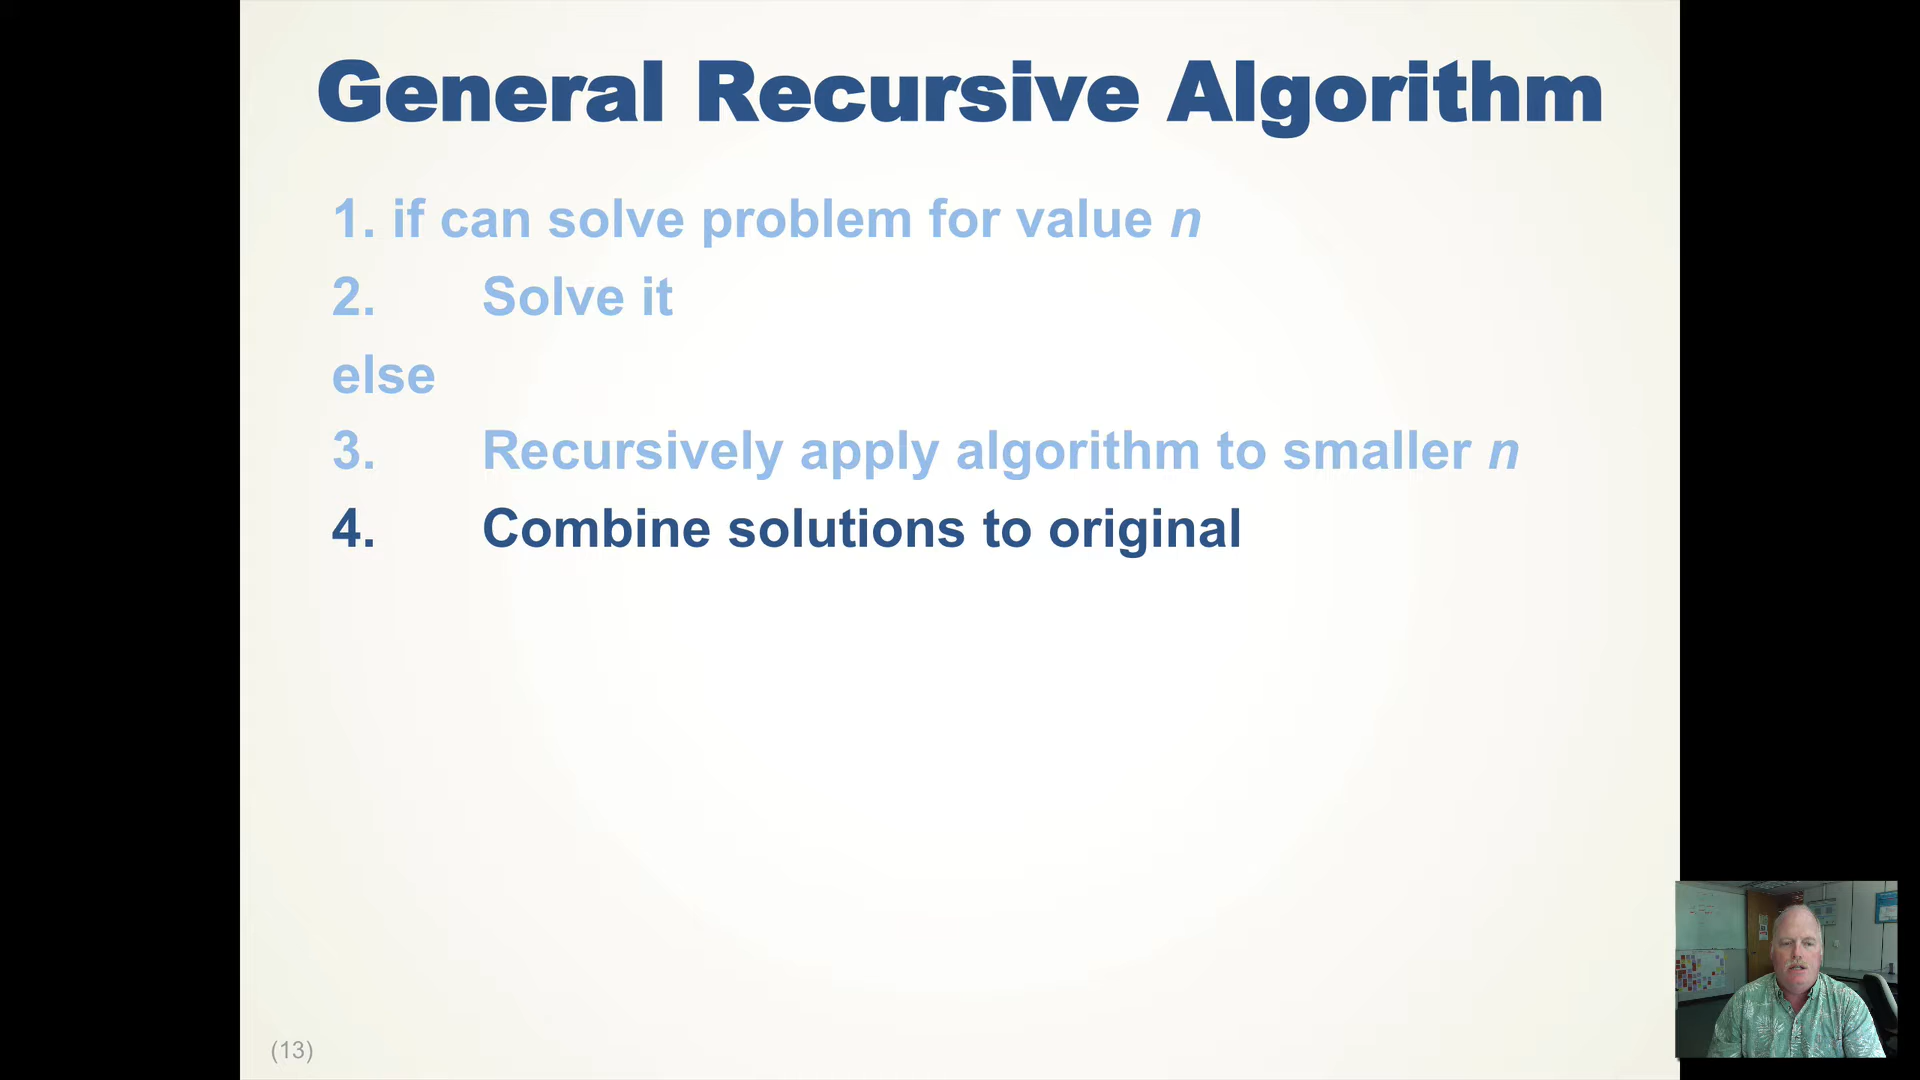 General Recursive Algorithm
1. if can solve problem for value n
2. Solve it
else
3. Recursively apply algorithm to smaller n
4. Combine solutions to original
(13)